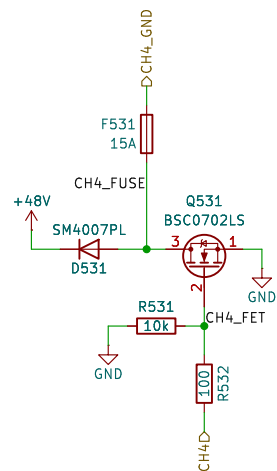 CH4_GND
F531
15A
CH4_FUSE
+48V
SM4007PL
D531
Q531
BSC0702LS
3
1
2
GND
R531
10k
CH4_FET
GND
100
R532
CH4